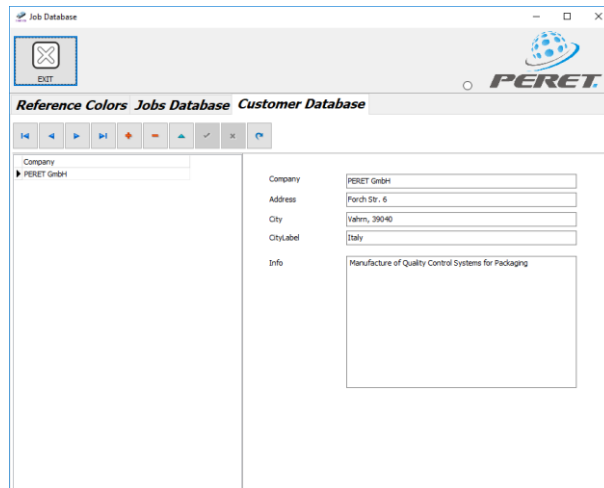 Job Database
EXIT
PERET
Reference Colors Jobs Database Customer Database
Company
PERET GmbH
Company PERET GmbH
Address Forch Str. 6
City Vahrn, 39040
CityLabel Italy
Info Manufacture of Quality Control Systems for Packaging